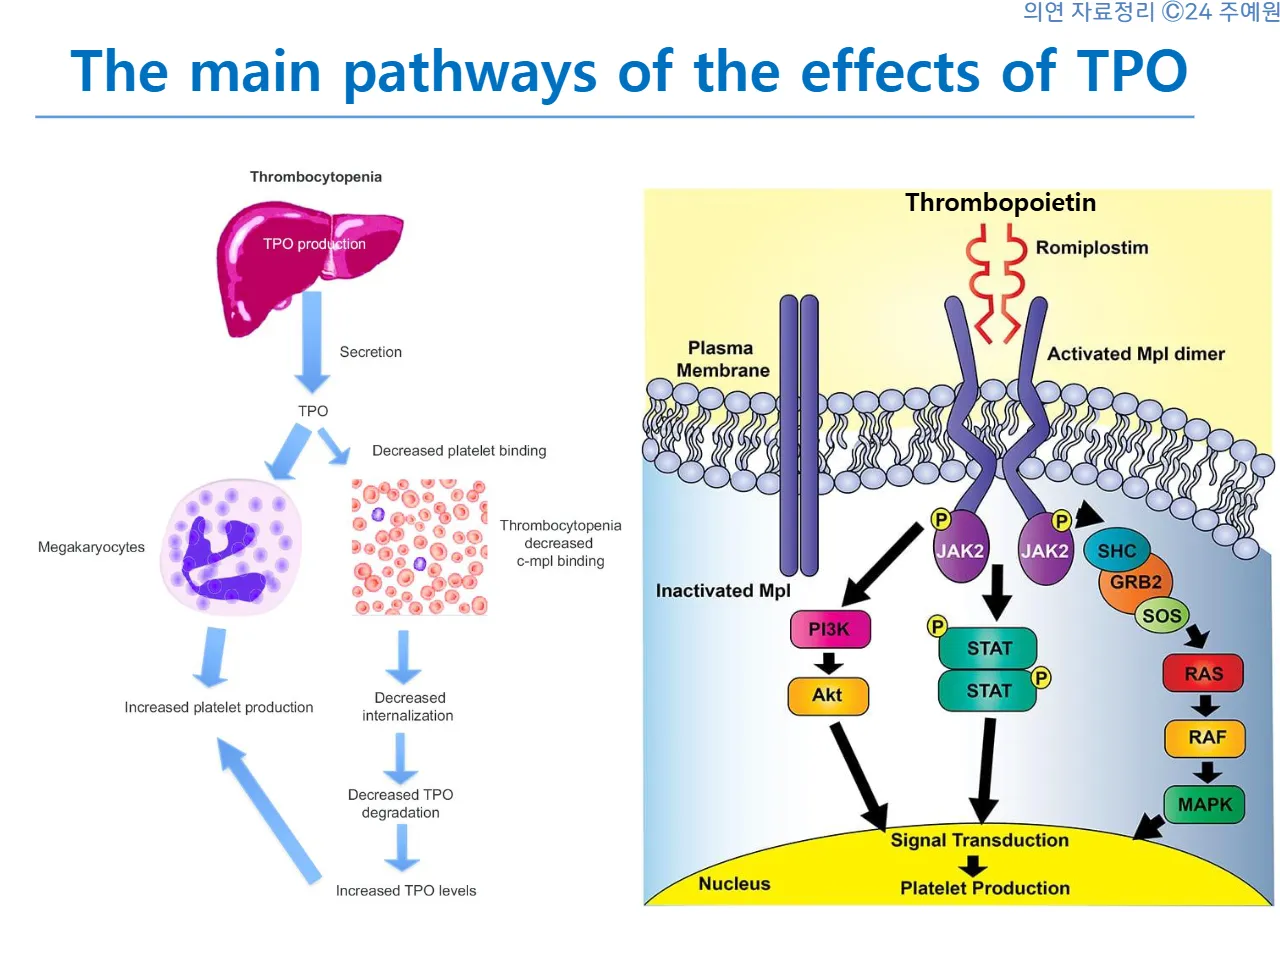 의연 자료정리 Ⓒ24 주예원
The main pathways of the effects of TPO
Thrombocytopenia
TPO production
Secretion
TPO
Decreased platelet binding
Megakaryocytes
Thrombocytopenia
decreased
c-mpl binding
Increased platelet production
Decreased
internalization
Decreased TPO
degradation
Increased TPO levels
Thrombopoietin
Romiplostim
Plasma
Membrane
Activated Mpl dimer
Inactivated Mpl
P
JAK2
P
JAK2
SHC
GRB2
SOS
PI3K
Akt
P
STAT
STAT
P
RAS
RAF
MAPK
Signal Transduction
Nucleus
Platelet Production